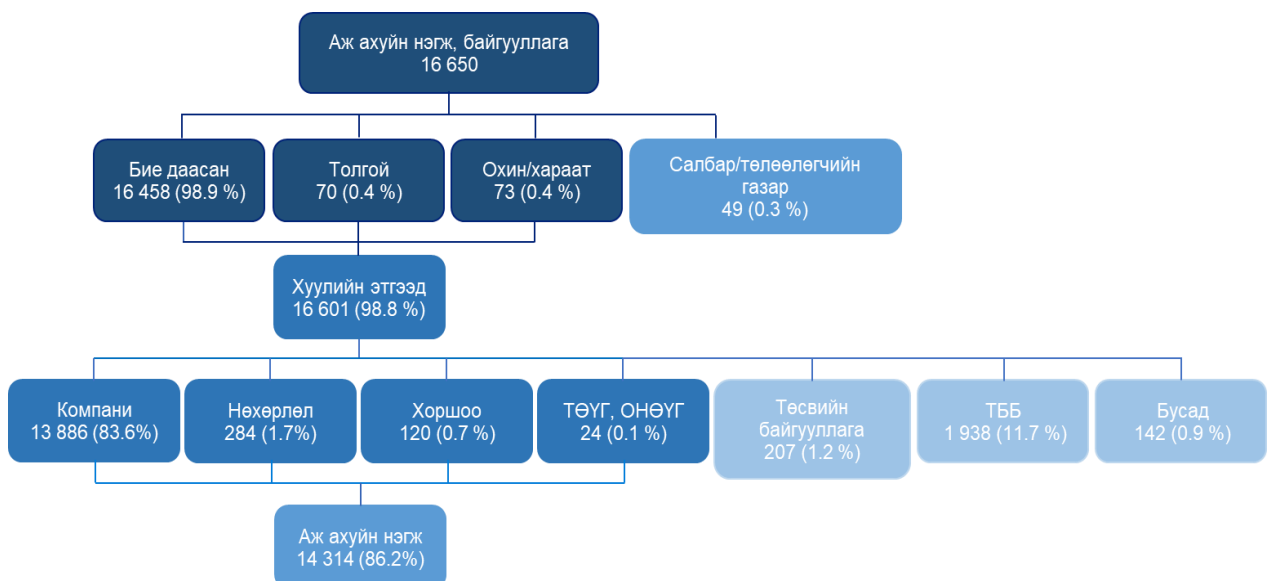 Аж ахуйн нэгж, байгууллага
16 650
Бие даасан
16 458 (98.9 %)
Толгой
70 (0.4 %)
Охин/хараат
73 (0.4 %)
Салбар/төлөөлөгчийн
газар
49 (0.3 %)
Хуулийн этгээд
16 601 (98.8 %)
Компани
13 886 (83.6%)
Нөхөрлөл
284 (1.7%)
Хоршоо
120 (0.7 %)
ТӨҮГ, ОНӨҮГ
24 (0.1 %)
Төсвийн
байгууллага
207 (1.2 %)
ТББ
1 938 (11.7 %)
Бусад
142 (0.9 %)
Аж ахуйн нэгж
14 314 (86.2%)